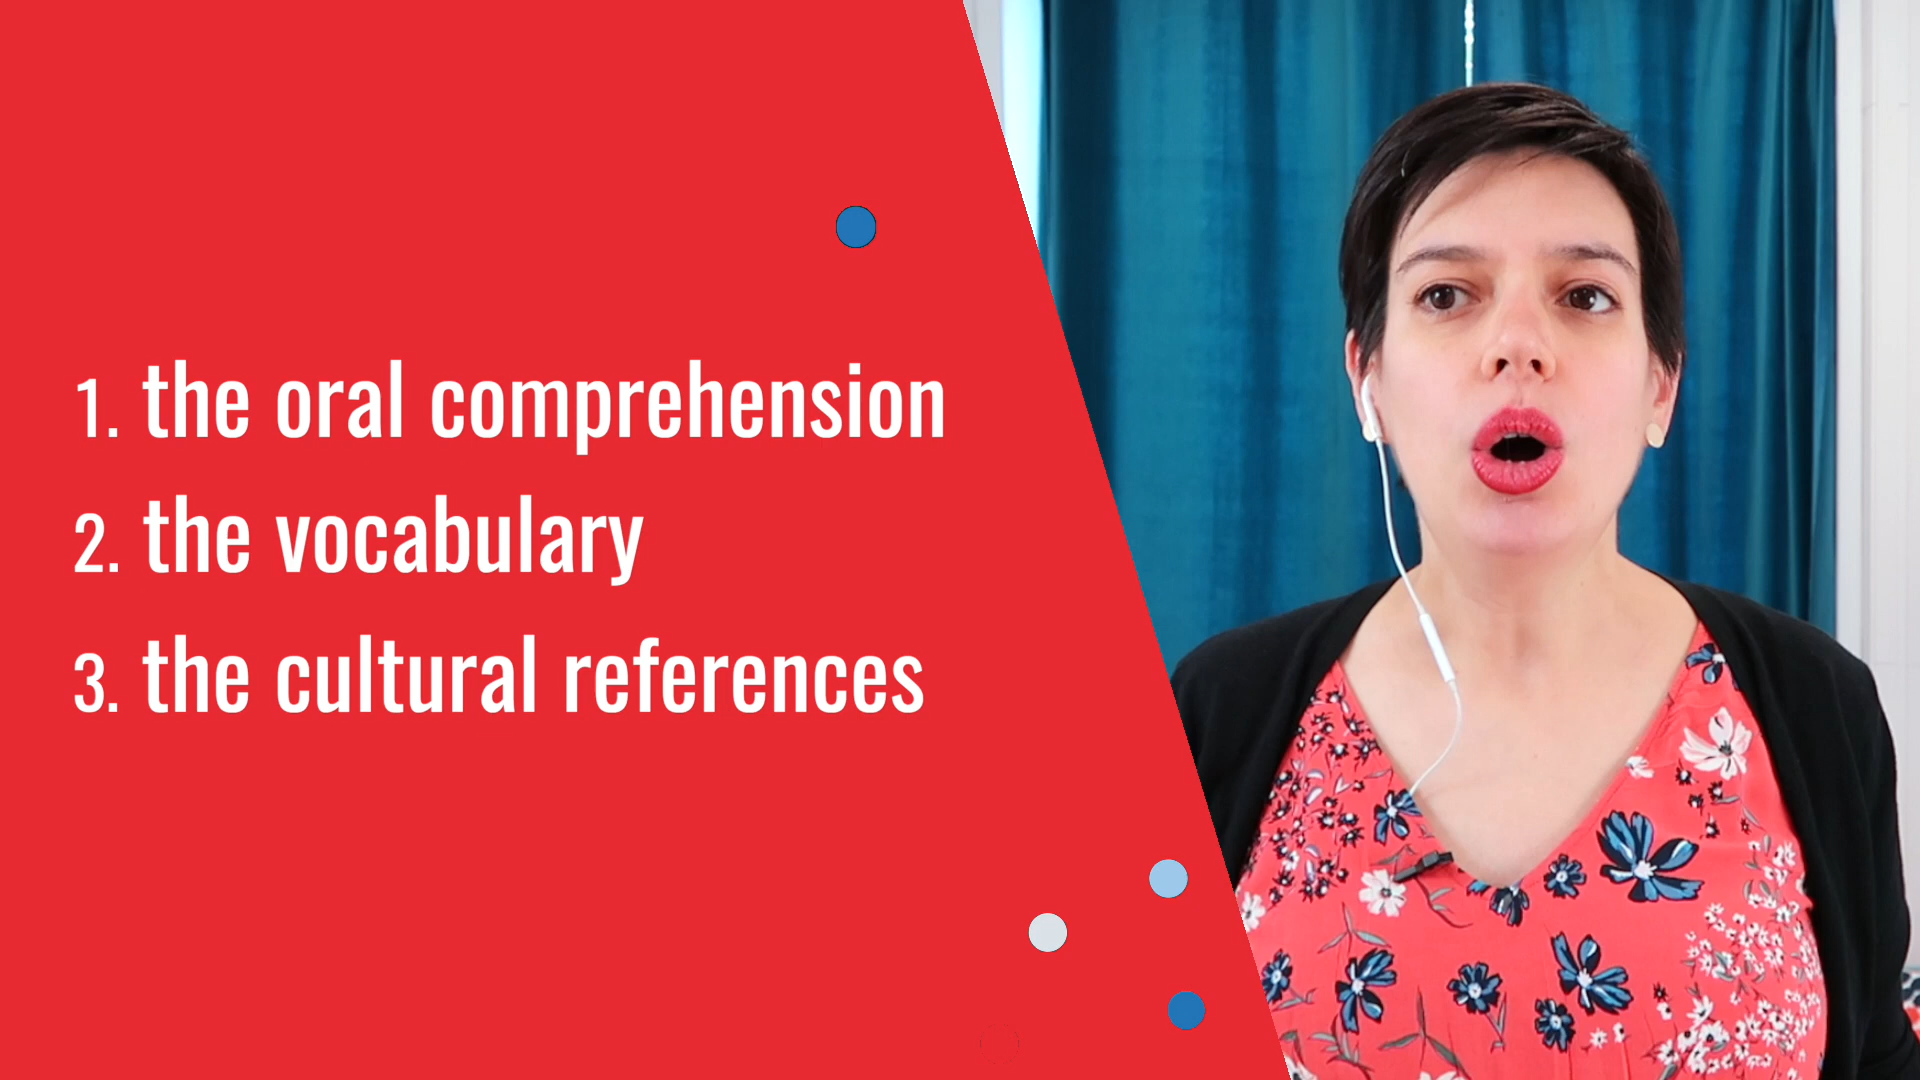 1. the oral comprehension
2. the vocabulary
3. the cultural references